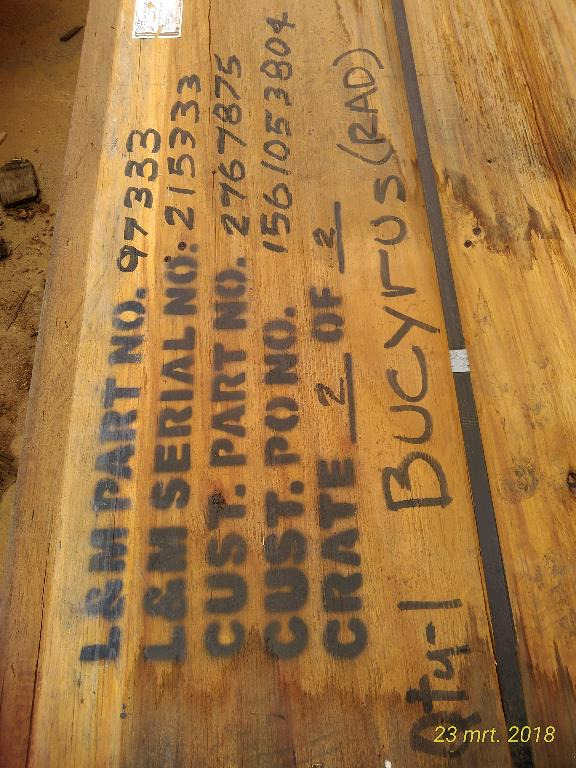 L&M PART NO. 97333
L&M SERIAL NO: 215333
CUST. PART NO. 2767875
CUST. PO NO. 1561053804
CRATE 2 OF 2
BUCYrUS (RAD)
QTy-1
23 mrt. 2018